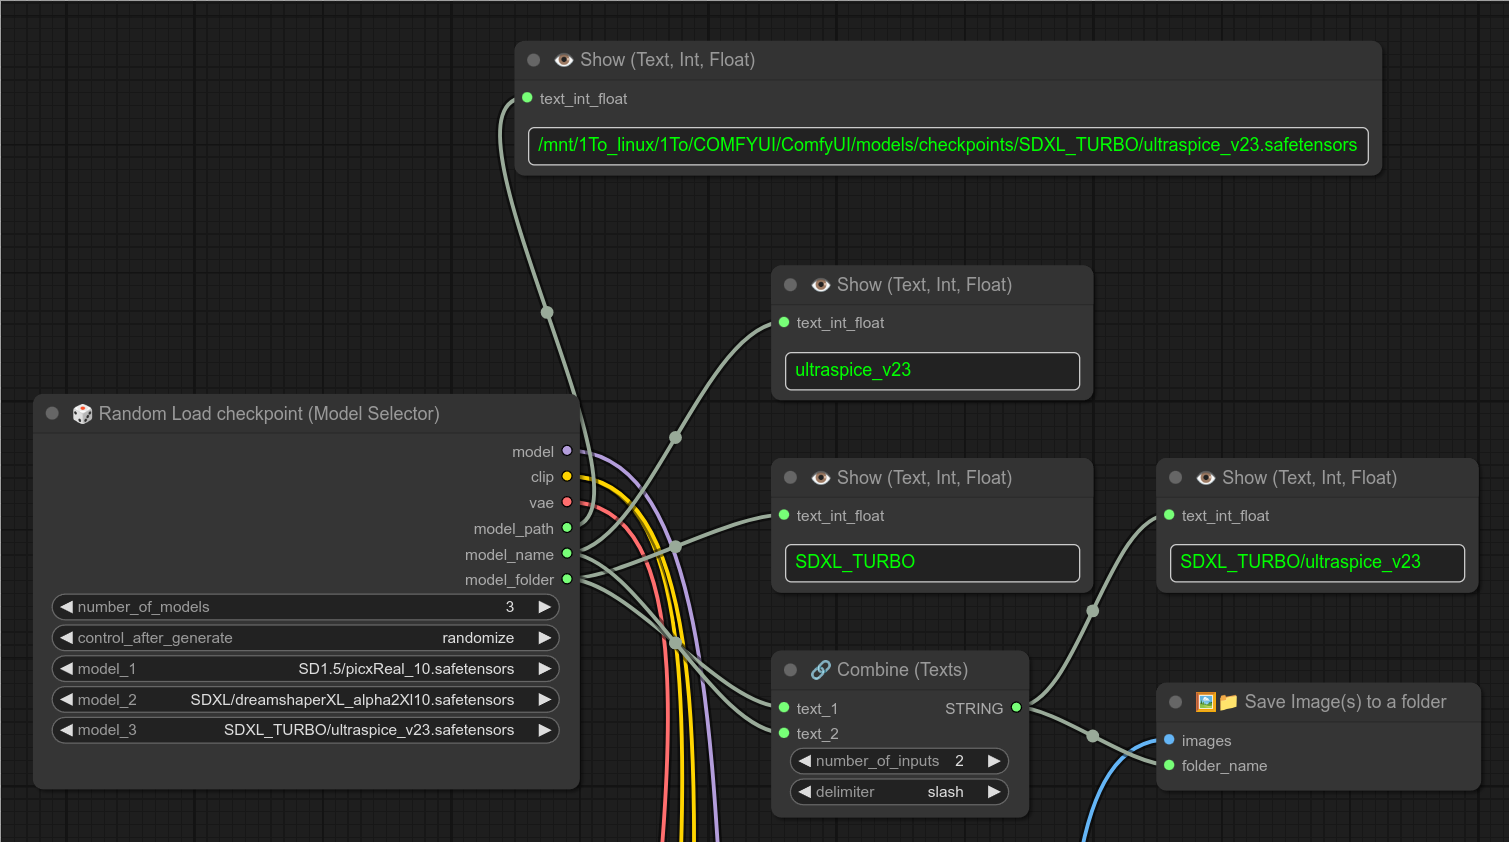 Show (Text, Int, Float)
text_int_float
/mnt/1To_linux/1To/COMFYUI/ComfyUI/models/checkpoints/SDXL_TURBO/ultraspice_v23.safetensors
Show (Text, Int, Float)
text_int_float
ultraspice_v23
Random Load checkpoint (Model Selector)
model
clip
vae
model_path
model_name
model_folder
number_of_models 3
control_after_generate randomize
model_1 SD1.5/picxReal_10.safetensors
model_2 SDXL/dreamshaperXL_alpha2Xl10.safetensors
model_3 SDXL_TURBO/ultraspice_v23.safetensors
Show (Text, Int, Float)
text_int_float
SDXL_TURBO
Show (Text, Int, Float)
text_int_float
SDXL_TURBO/ultraspice_v23
Combine (Texts)
text_1 STRING
text_2
number_of_inputs 2
delimiter slash
Save Image(s) to a folder
images
folder_name